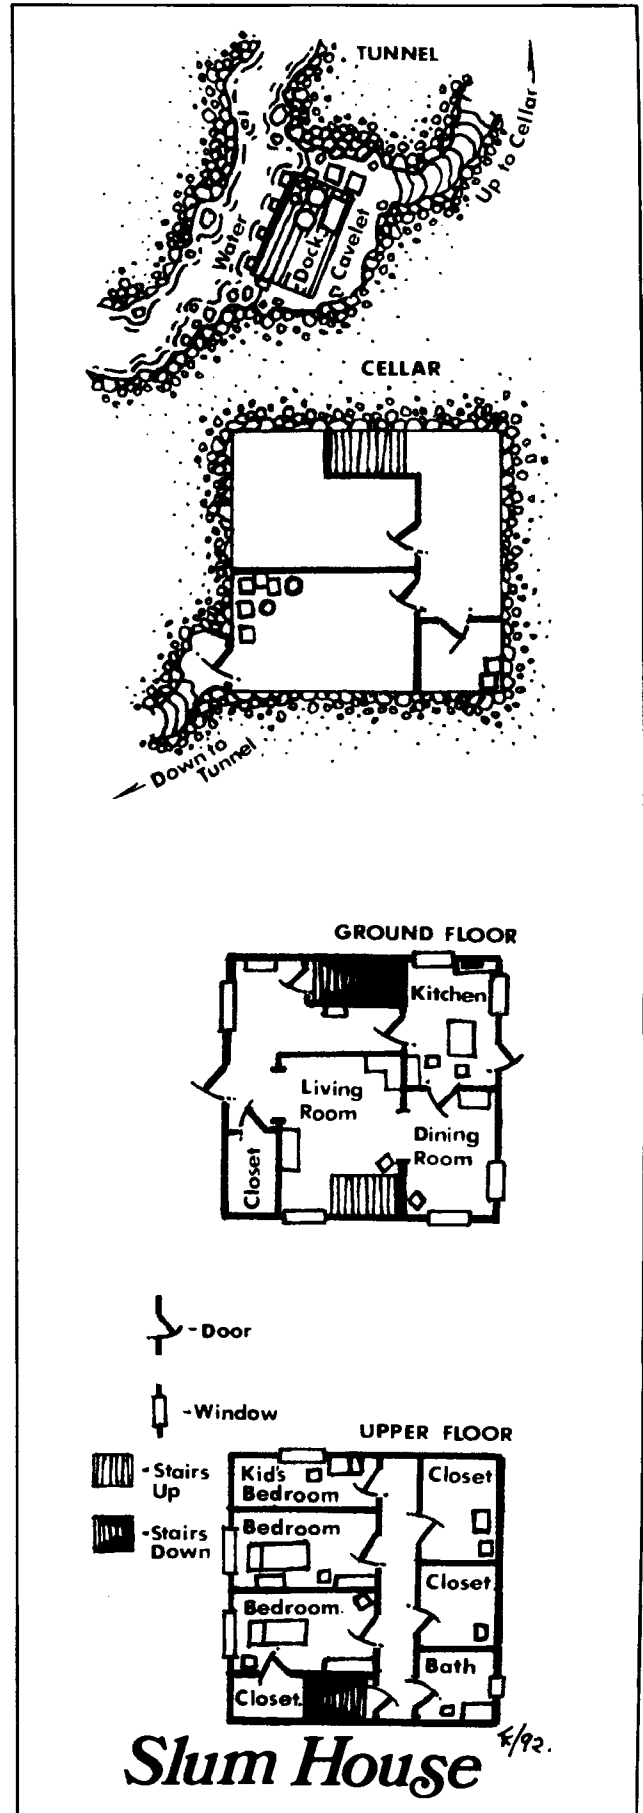 TUNNEL
Up to Cellar
Water
Dock
Cavelet
CELLAR
Down to
Tunnel
GROUND FLOOR
Kitchen
Living
Room
Dining
Room
Closet
-Door
-Window
-Stairs
Up
-Stairs
Down
UPPER FLOOR
Kid's
Bedroom
Closet
Bedroom
Closet
Bedroom
Bath
Closet
Slum House